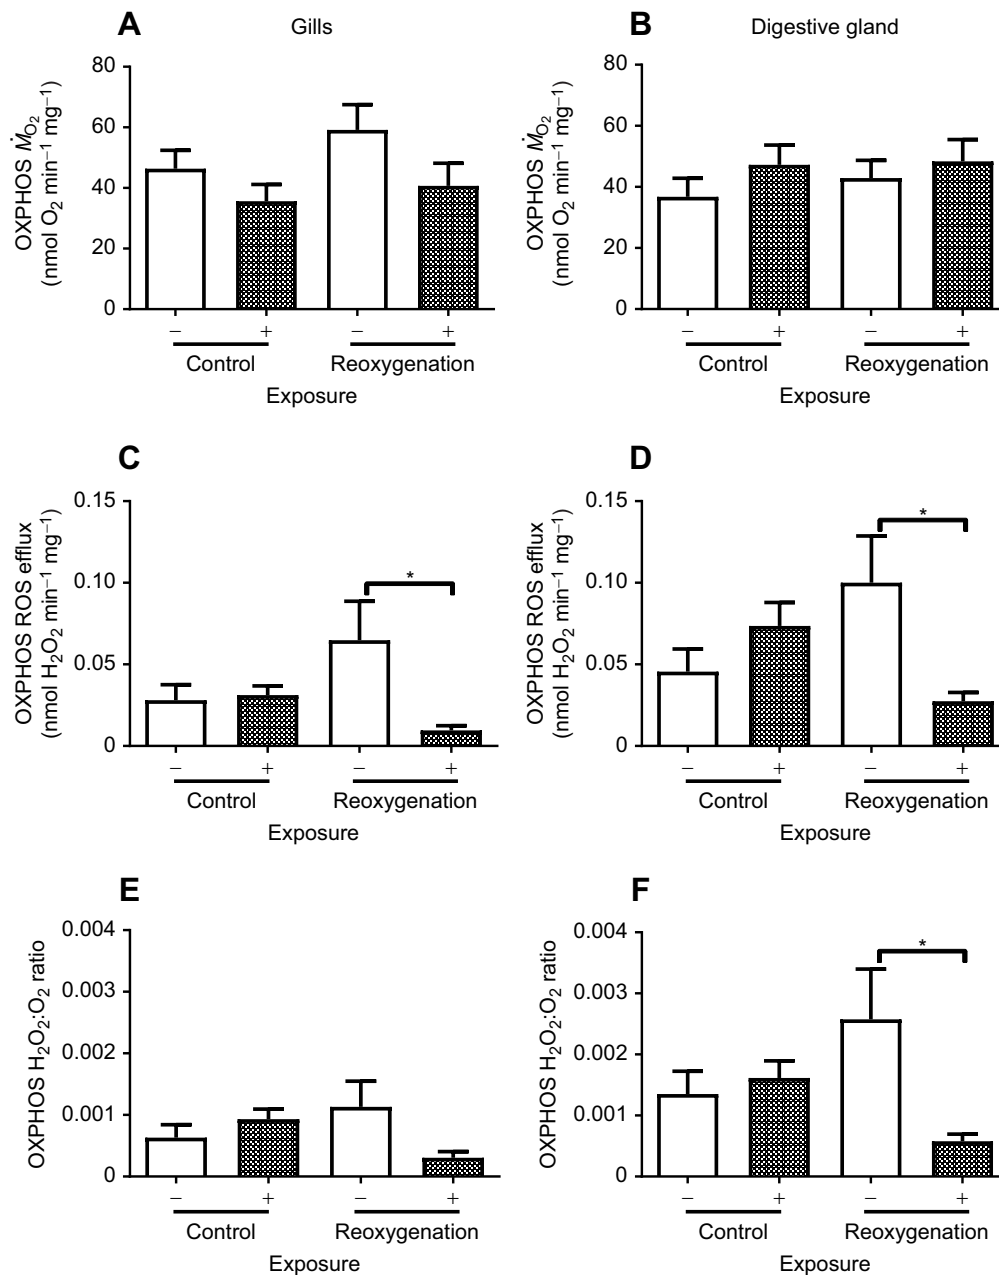 A
Gills
80
60
40
20
0
OXPHOS Ṁ_O₂
(nmol O₂ min⁻¹ mg⁻¹)
− + − +
Control Reoxygenation
Exposure
B
Digestive gland
80
60
40
20
0
OXPHOS Ṁ_O₂
(nmol O₂ min⁻¹ mg⁻¹)
− + − +
Control Reoxygenation
Exposure
C
0.15
0.10
0.05
0
OXPHOS ROS efflux
(nmol H₂O₂ min⁻¹ mg⁻¹)
*
− + − +
Control Reoxygenation
Exposure
D
0.15
0.10
0.05
0
OXPHOS ROS efflux
(nmol H₂O₂ min⁻¹ mg⁻¹)
*
− + − +
Control Reoxygenation
Exposure
E
0.004
0.003
0.002
0.001
0
OXPHOS H₂O₂:O₂ ratio
− + − +
Control Reoxygenation
Exposure
F
0.004
0.003
0.002
0.001
0
OXPHOS H₂O₂:O₂ ratio
*
− + − +
Control Reoxygenation
Exposure